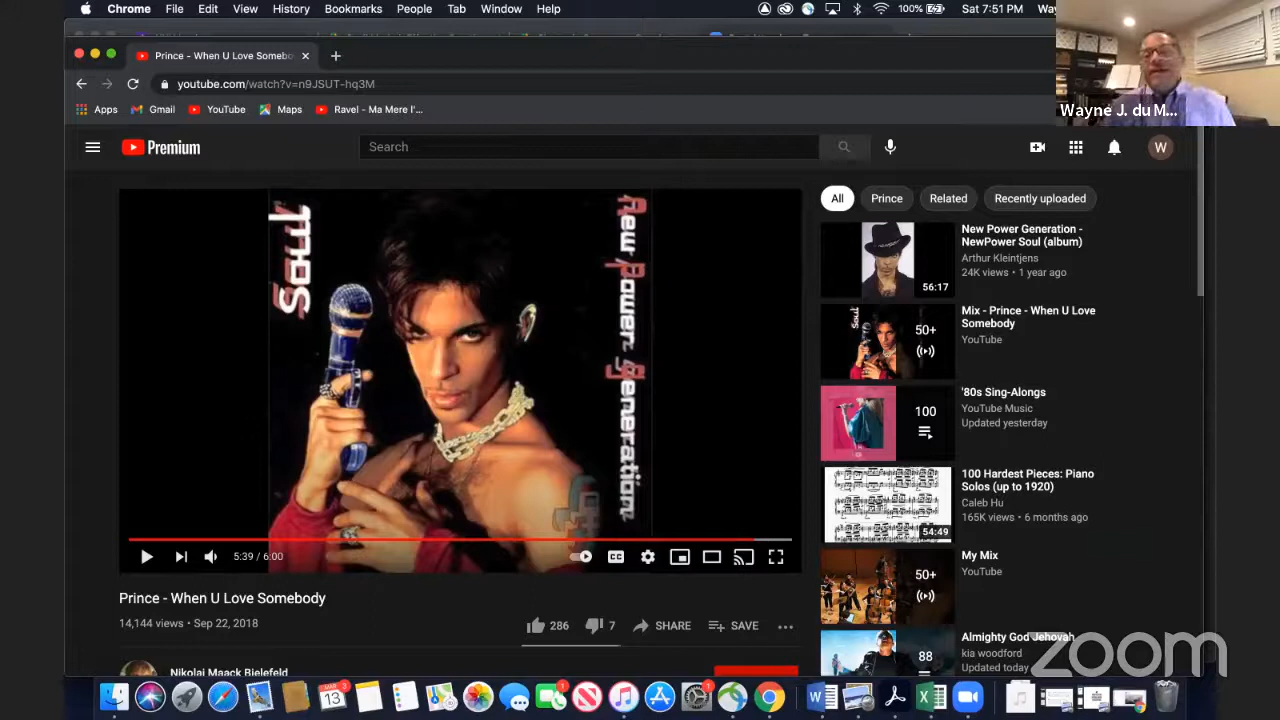 Chrome File Edit View History Bookmarks People Tab Window Help 100% Sat 7:51 PM
Prince - When U Love Somebo
youtube.com/watch?v=n9JSUT-hq3M
Apps Gmail YouTube Maps Ravel - Ma Mere l'...
Wayne J. du M...
Premium
Search
W
Soul
New Power Generation
5:39 / 6:00
CC
Prince - When U Love Somebody
14,144 views • Sep 22, 2018
286 7 SHARE SAVE
Nikolai Maack Bielefeld
All Prince Related Recently uploaded
56:17
New Power Generation -
NewPower Soul (album)
Arthur Kleintjens
24K views • 1 year ago
50+
Mix - Prince - When U Love
Somebody
YouTube
100
'80s Sing-Alongs
YouTube Music
Updated yesterday
54:49
100 Hardest Pieces: Piano
Solos (up to 1920)
Caleb Hu
165K views • 6 months ago
50+
My Mix
YouTube
88
Almighty God Jehovah
kia woodford
Updated today
zoom
MAR
13
3
1
1